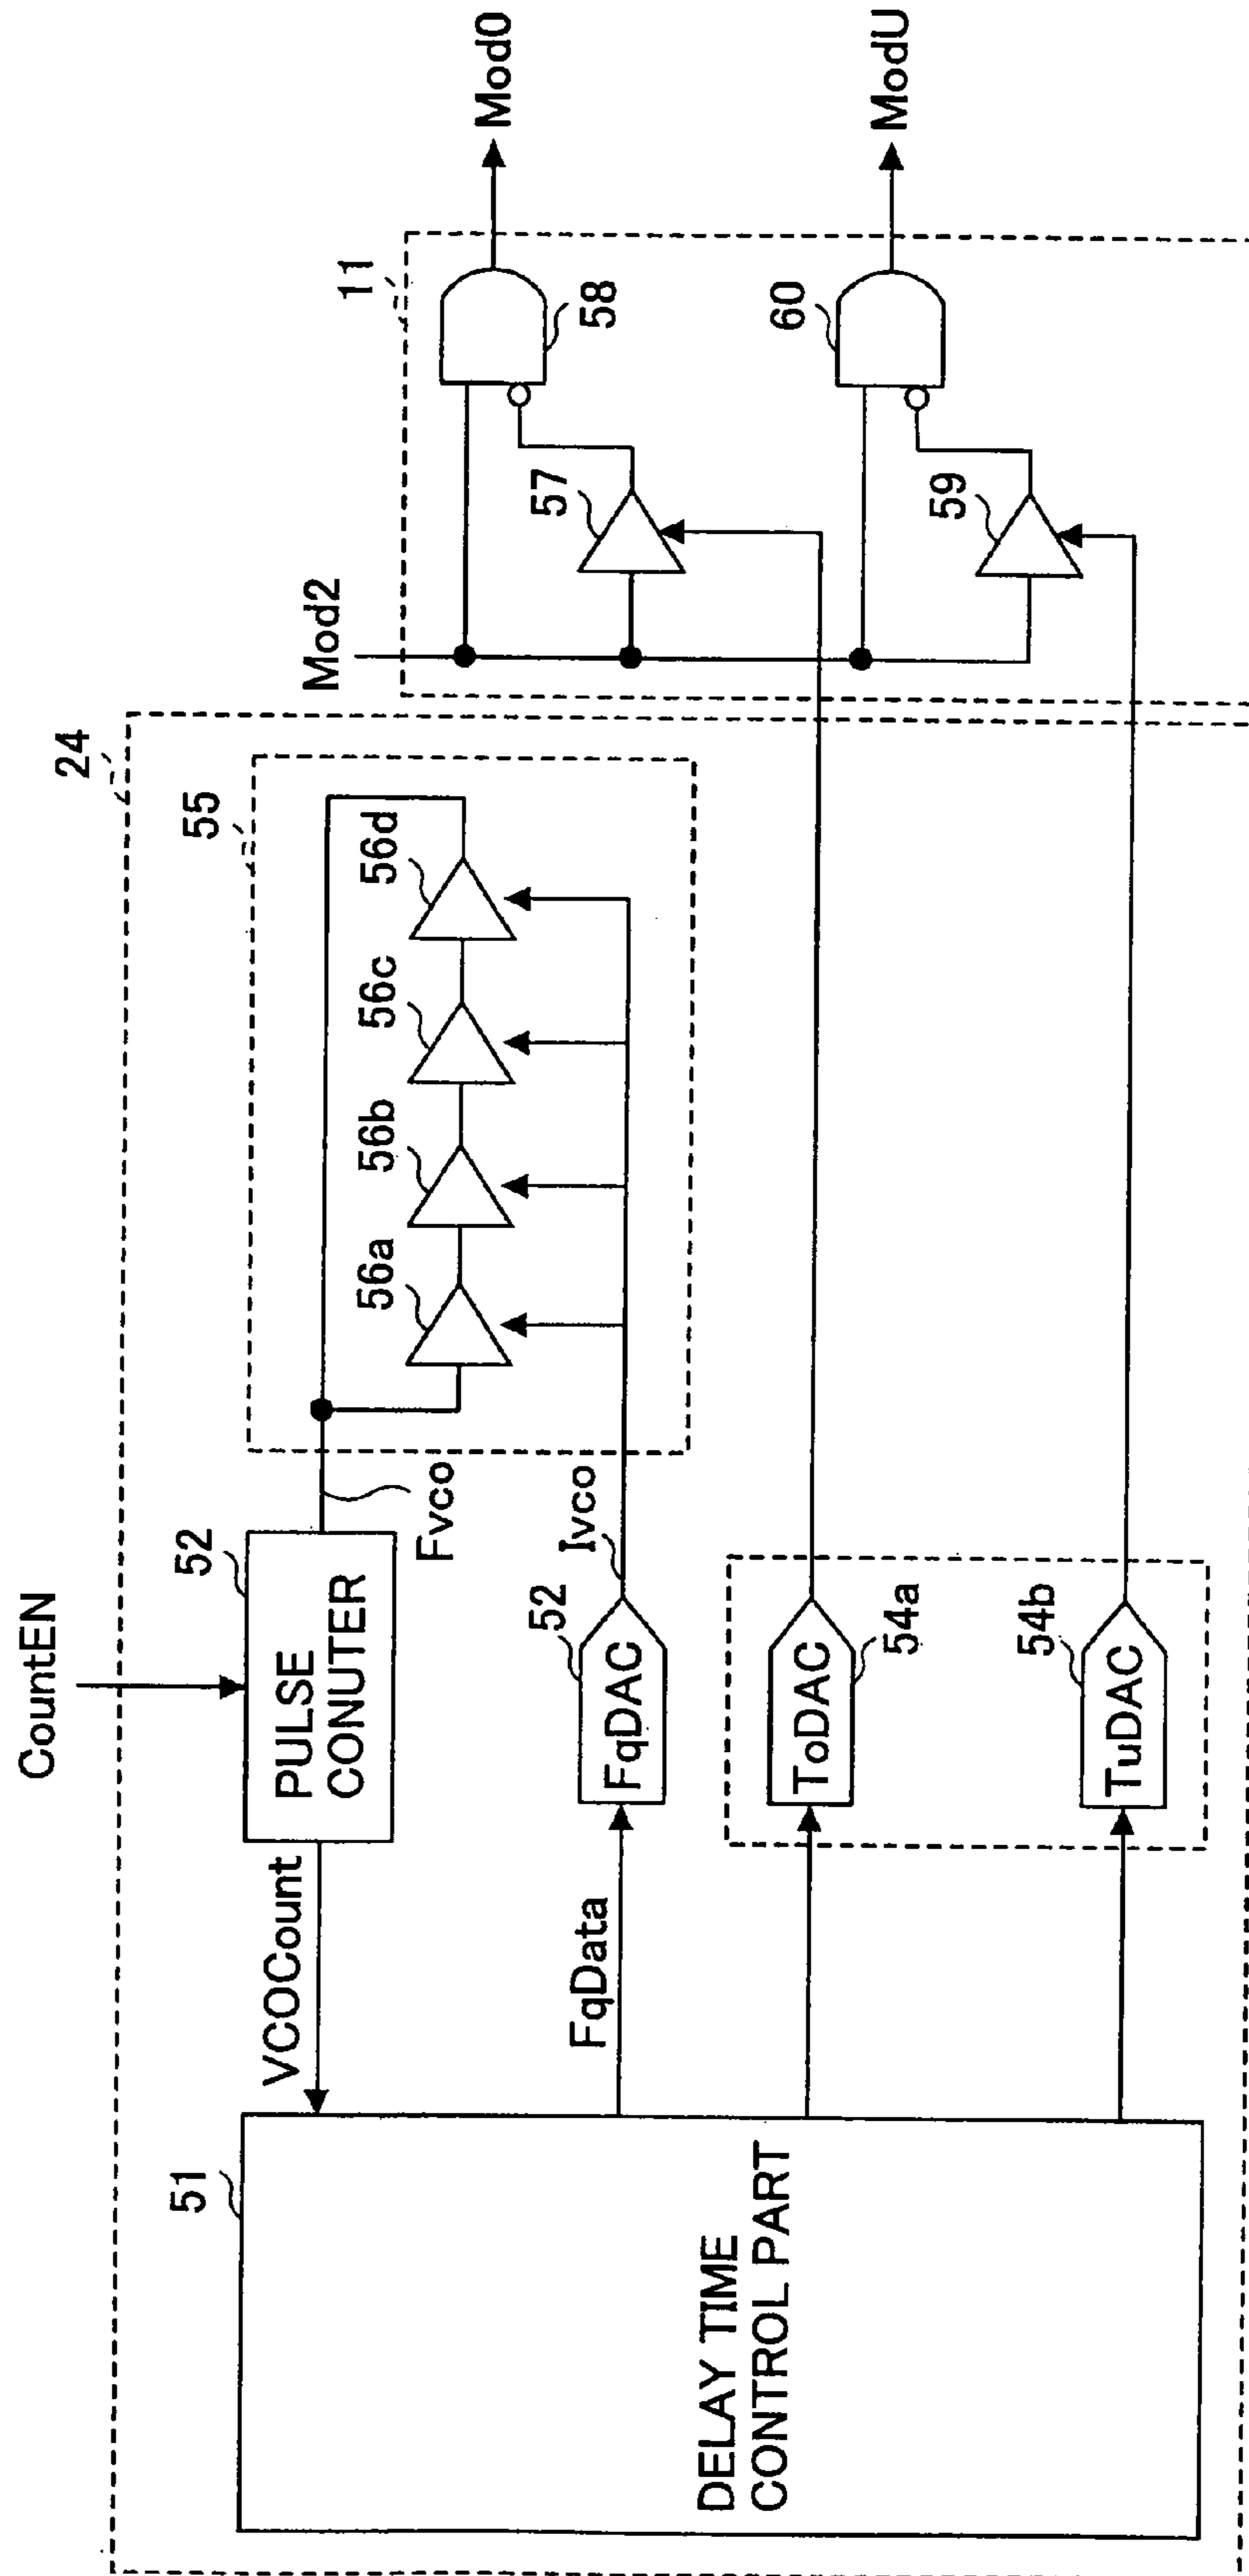 CountEN
24
51
DELAY TIME
CONTROL PART
VCOCount
52
PULSE
CONUTER
Fvco
55
56a
56b
56c
56d
FqData
52
FqDAC
Ivco
ToDAC
54a
TuDAC
54b
Mod2
11
57
58
ModO
59
60
ModU